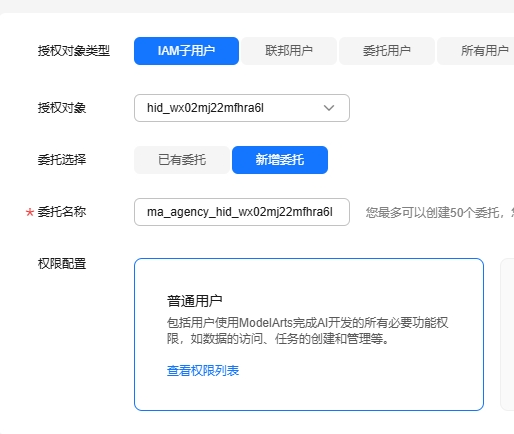 授权对象类型 IAM子用户 联邦用户 委托用户 所有用户
授权对象 hid_wx02mj22mfhra6l
委托选择 已有委托 新增委托
* 委托名称 ma_agency_hid_wx02mj22mfhra6l 您最多可以创建50个委托，
权限配置
普通用户
包括用户使用ModelArts完成AI开发的所有必要功能权
限，如数据的访问、任务的创建和管理等。
查看权限列表